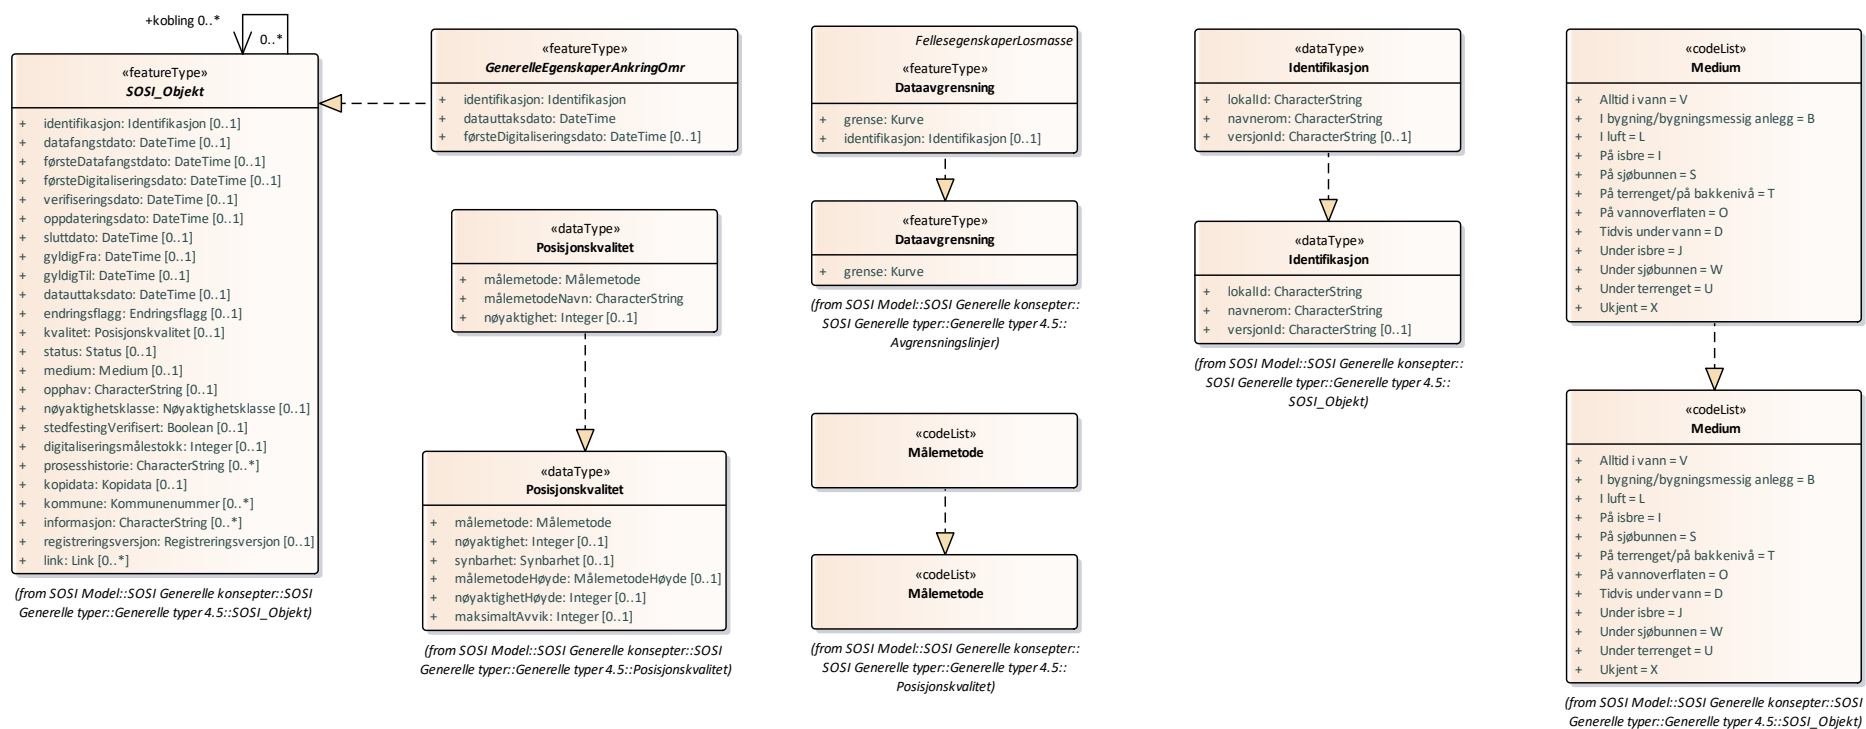 +kobling 0..*
0..*
«featureType»
SOSI_Objekt
+ identifikasjon: Identifikasjon [0..1]
+ datafangstdato: DateTime [0..1]
+førsteDatafangstdato: DateTime [0..1]
+ førsteDigitaliseringsdato: DateTime [0..1]
+ verifiseringsdato: DateTime [0..1]
+ oppdateringsdato: DateTime [0..1]
+ sluttdato: DateTime [0..1]
+ gyldigFra: DateTime [0..1]
+ gyldigTil: DateTime [0..1]
+ datauttaksdato: DateTime [0..1]
+ endringsflagg: Endringsflagg [0..1]
+ kvalitet: Posisjonskvalitet [0..1]
+ status: Status [0..1]
+ medium: Medium [0..1]
+ opphav: CharacterString [0..1]
+ nøyaktighetsklasse: Nøyaktighetsklasse [0..1]
+ stedfestingVerifisert: Boolean [0..1]
+ digitaliseringsmålestokk: Integer [0..1]
+ prosesshistorie: CharacterString [0..*]
+ kopidata: Kopidata [0..1]
+ kommune: Kommunenummer [0..*]
+ informasjon: CharacterString [0..*]
+ registreringsversjon: Registreringsversjon [0..1]
+ link: Link [0..*]
(from SOSI Model::SOSI Generelle konsepter::SOSI
Generelle typer::Generelle typer 4.5::SOSI_Objekt)
«featureType»
GenerelleEgenskaperAnkringOmr
+ identifikasjon: Identifikasjon
+ datauttaksdato: DateTime
+ førsteDigitaliseringsdato: DateTime [0..1]
«dataType»
Posisjonskvalitet
+ målemetode: Målemetode
+ målemetodeNavn: CharacterString
+ nøyaktighet: Integer [0..1]
«dataType»
Posisjonskvalitet
+ målemetode: Målemetode
+ nøyaktighet: Integer [0..1]
+ synbarhet: Synbarhet [0..1]
+ målemetodeHøyde: MålemetodeHøyde [0..1]
+ nøyaktighetHøyde: Integer [0..1]
+ maksimaltAvvik: Integer [0..1]
(from SOSI Model::SOSI Generelle konsepter::SOSI
Generelle typer::Generelle typer 4.5::Posisjonskvalitet)
FellesegenskaperLosmasse
«featureType»
Dataavgrensning
+ grense: Kurve
+ identifikasjon: Identifikasjon [0..1]
«featureType»
Dataavgrensning
+ grense: Kurve
(from SOSI Model::SOSI Generelle konsepter::
SOSI Generelle typer::Generelle typer 4.5::
Avgrensningslinjer)
«codeList»
Målemetode
«codeList»
Målemetode
(from SOSI Model::SOSI Generelle konsepter::
SOSI Generelle typer::Generelle typer 4.5::
Posisjonskvalitet)
«dataType»
Identifikasjon
+ lokalId: CharacterString
+ navnerom: CharacterString
+ versjonId: CharacterString [0..1]
«dataType»
Identifikasjon
+ lokalId: CharacterString
+ navnerom: CharacterString
+ versjonId: CharacterString [0..1]
(from SOSI Model::SOSI Generelle konsepter::
SOSI Generelle typer::Generelle typer 4.5::
SOSI_Objekt)
«codeList»
Medium
+ Alltid i vann = V
+ I bygning/bygningsmessig anlegg = B
+ I luft = L
+ På isbre = I
+ På sjøbunnen = S
+ På terrenget/på bakkenivå = T
+ På vannoverflaten = O
+ Tidvis under vann = D
+ Under isbre = J
+ Under sjøbunnen = W
+ Under terrenget = U
+ Ukjent = X
«codeList»
Medium
+ Alltid i vann = V
+ I bygning/bygningsmessig anlegg = B
+ I luft = L
+ På isbre = I
+ På sjøbunnen = S
+ På terrenget/på bakkenivå = T
+ På vannoverflaten = O
+ Tidvis under vann = D
+ Under isbre = J
+ Under sjøbunnen = W
+ Under terrenget = U
+ Ukjent = X
(from SOSI Model::SOSI Generelle konsepter::SOSI
Generelle typer::Generelle typer 4.5::SOSI_Objekt)